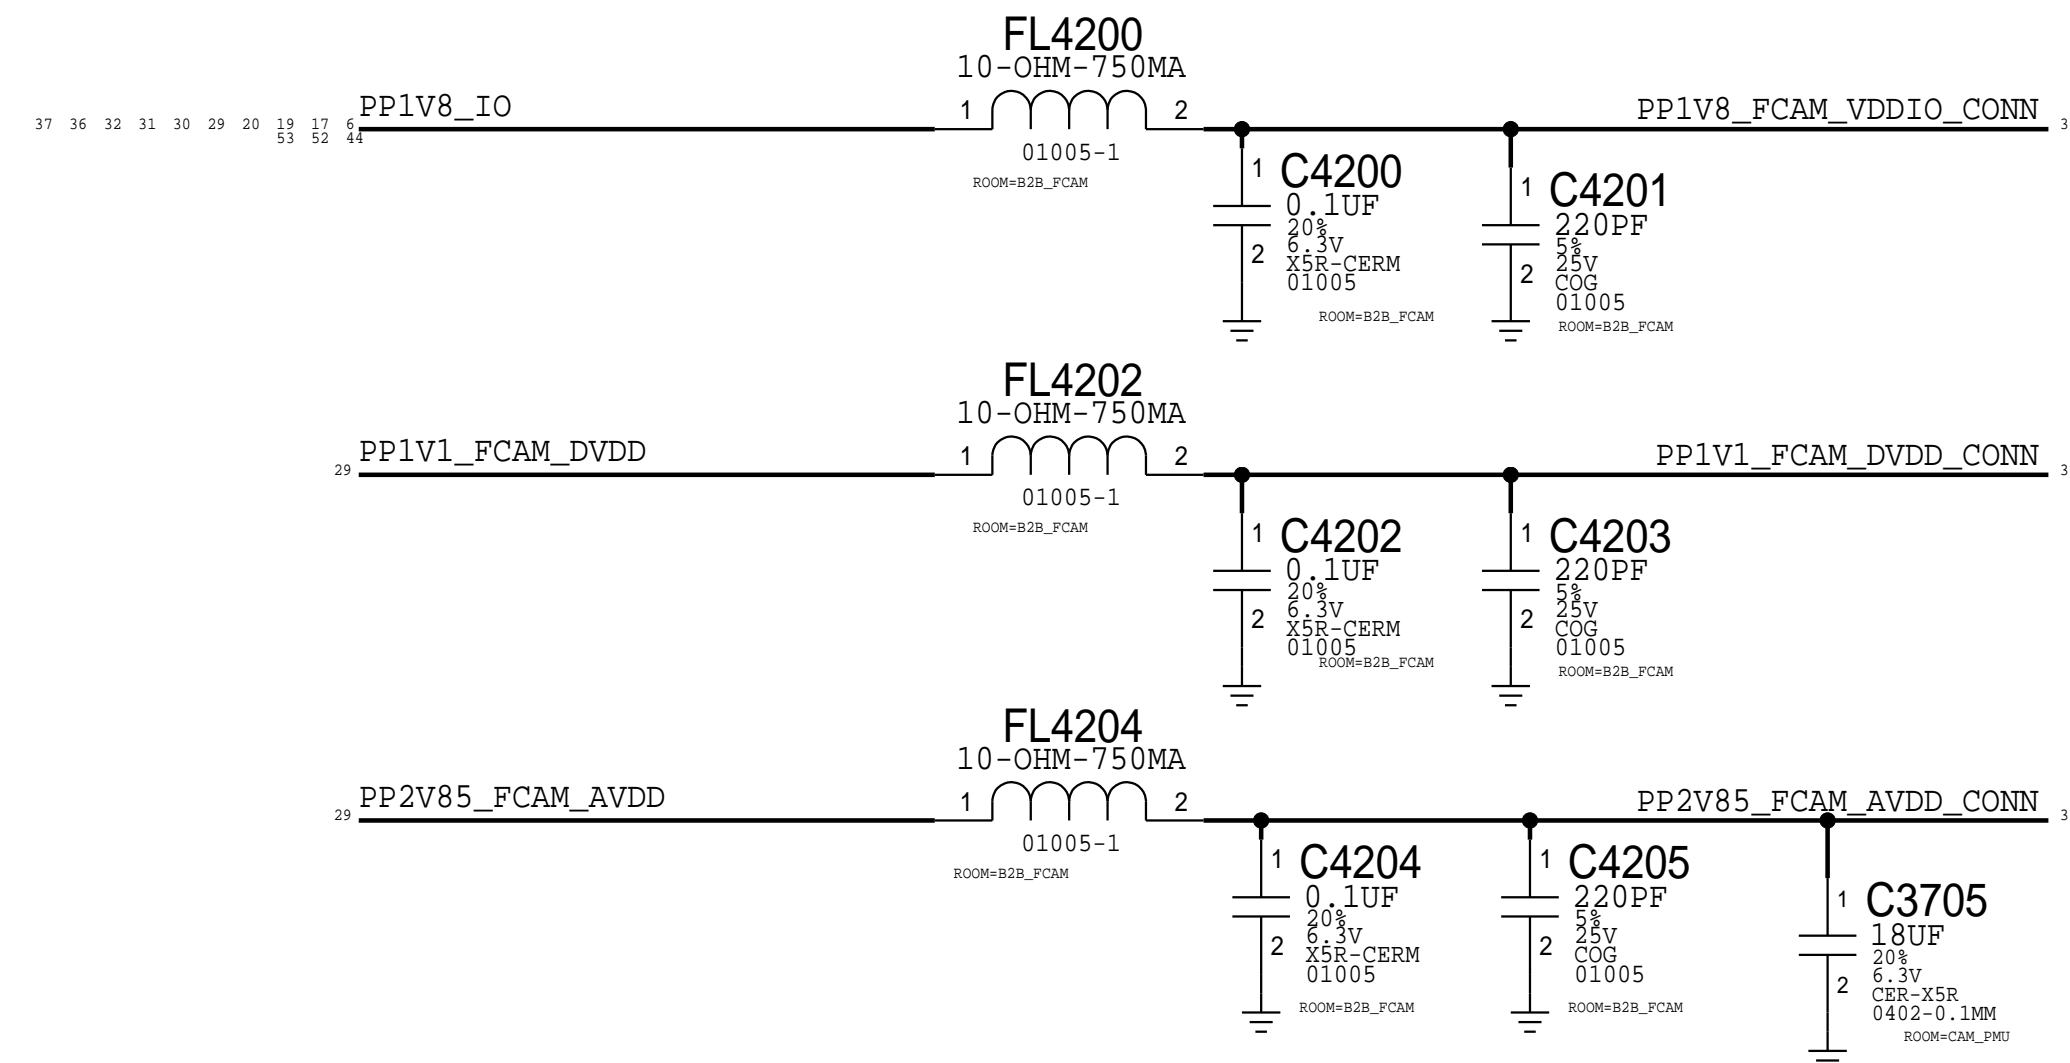 FL4200
10-OHM-750MA
PP1V8_IO
1
2
PP1V8_FCAM_VDDIO_CONN
37 36 32 31 30 29 20 19 17 6
53 52 44
3
01005-1
ROOM=B2B_FCAM
1
C4200
0.1UF
20%
6.3V
2
X5R-CERM
01005
ROOM=B2B_FCAM
1
C4201
220PF
5%
25V
2
COG
01005
ROOM=B2B_FCAM
FL4202
10-OHM-750MA
PP1V1_FCAM_DVDD
1
2
PP1V1_FCAM_DVDD_CONN
29
3
01005-1
ROOM=B2B_FCAM
1
C4202
0.1UF
20%
6.3V
2
X5R-CERM
01005
ROOM=B2B_FCAM
1
C4203
220PF
5%
25V
2
COG
01005
ROOM=B2B_FCAM
FL4204
10-OHM-750MA
PP2V85_FCAM_AVDD
1
2
PP2V85_FCAM_AVDD_CONN
29
3
01005-1
ROOM=B2B_FCAM
1
C4204
0.1UF
20%
6.3V
2
X5R-CERM
01005
ROOM=B2B_FCAM
1
C4205
220PF
5%
25V
2
COG
01005
ROOM=B2B_FCAM
1
C3705
18UF
20%
6.3V
2
CER-X5R
0402-0.1MM
ROOM=CAM_PMU